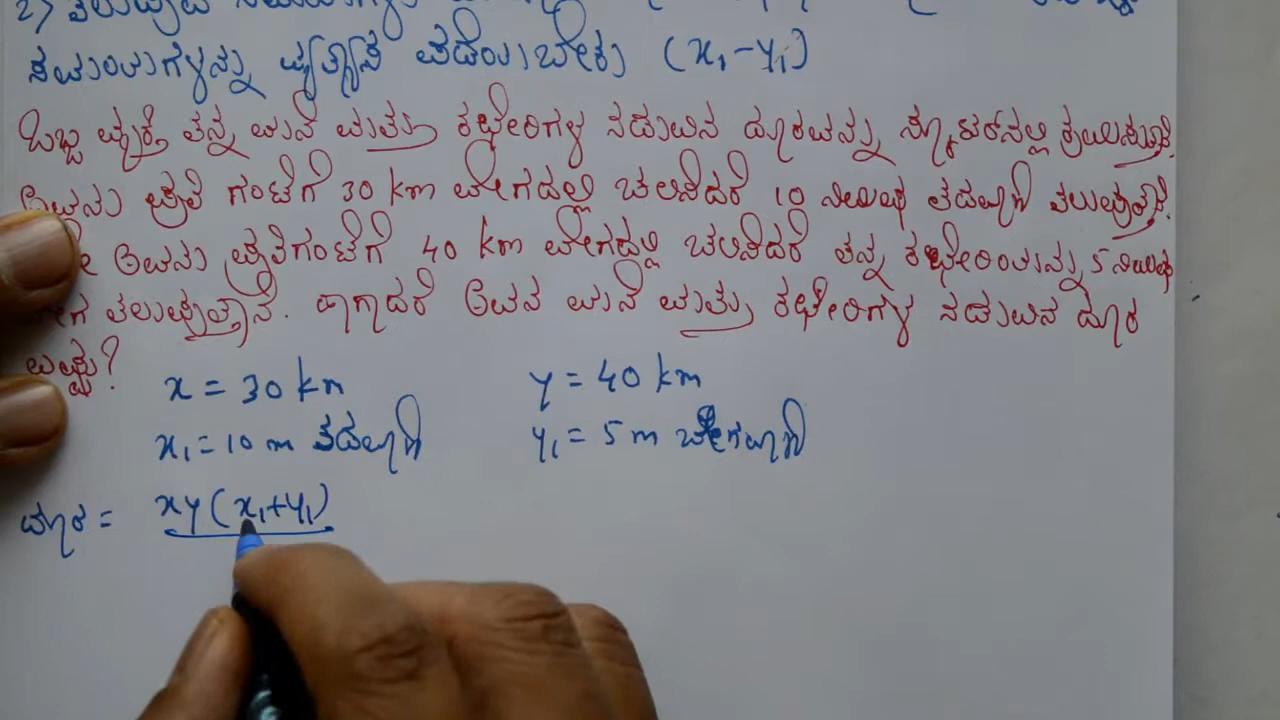 ಸಮಯಗಳನ್ನು ವ್ಯತ್ಯಾಸ ಪಡೆಯಬೇಕು (x₁-y₁)
ಒಬ್ಬ ವ್ಯಕ್ತಿ ತನ್ನ ಮನೆ ಮತ್ತು ಕಛೇರಿಗಳ ನಡುವಿನ ದೂರವನ್ನು ಸ್ಕೂಟರ್‌ನಲ್ಲಿ ಕ್ರಮಿಸುತ್ತಾನೆ.
ಅವನು ಪ್ರತಿ ಗಂಟೆಗೆ 30 km ವೇಗದಲ್ಲಿ ಚಲಿಸಿದರೆ 10 ನಿಮಿಷ ತಡವಾಗಿ ತಲುಪುತ್ತಾನೆ.
ಅವನು ಪ್ರತಿಗಂಟೆಗೆ 40 km ವೇಗದಲ್ಲಿ ಚಲಿಸಿದರೆ ತನ್ನ ಕಛೇರಿಯನ್ನು 5 ನಿಮಿಷ
ತಲುಪುತ್ತಾನೆ. ಹಾಗಾದರೆ ಅವನ ಮನೆ ಮತ್ತು ಕಛೇರಿಗಳ ನಡುವಿನ ದೂರ
ಎಷ್ಟು?
x = 30 km y = 40 km
x₁ = 10 m ತಡವಾಗಿ y₁ = 5 m ಬೇಗವಾಗಿ
ದೂರ = xy (x₁+y₁)